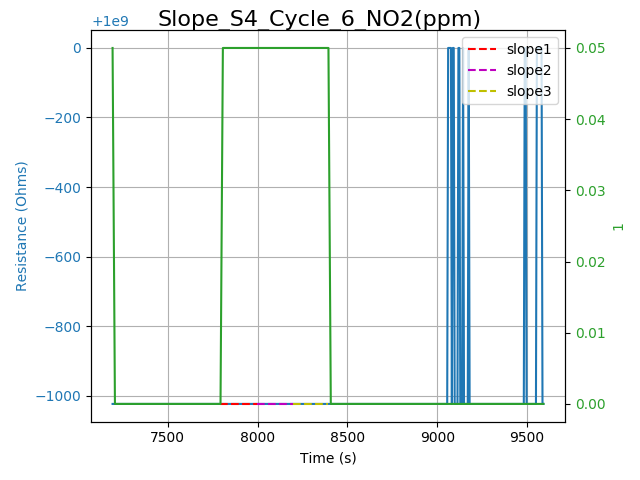 Slope_S4_Cycle_6_NO2(ppm)
+1e9
slope1
slope2
slope3
0
−200
−400
−600
−800
−1000
Resistance (Ohms)
0.05
0.04
0.03
0.02
0.01
0.00
1
7500 8000 8500 9000 9500
Time (s)